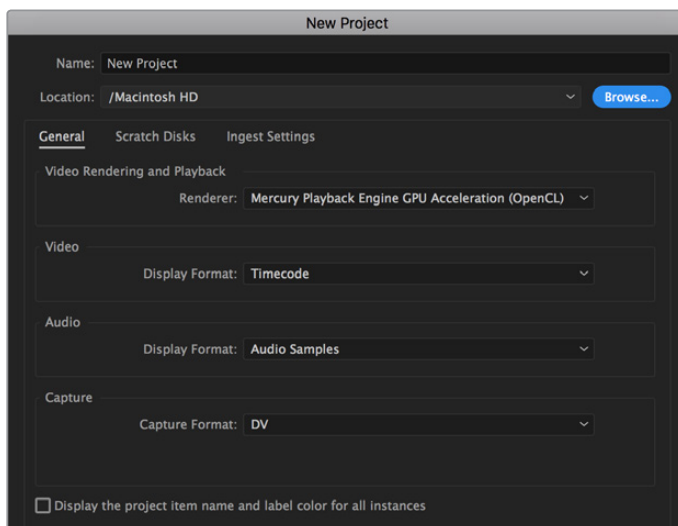 New Project
Name: New Project
Location: /Macintosh HD Browse...
General Scratch Disks Ingest Settings
Video Rendering and Playback
Renderer: Mercury Playback Engine GPU Acceleration (OpenCL)
Video
Display Format: Timecode
Audio
Display Format: Audio Samples
Capture
Capture Format: DV
Display the project item name and label color for all instances